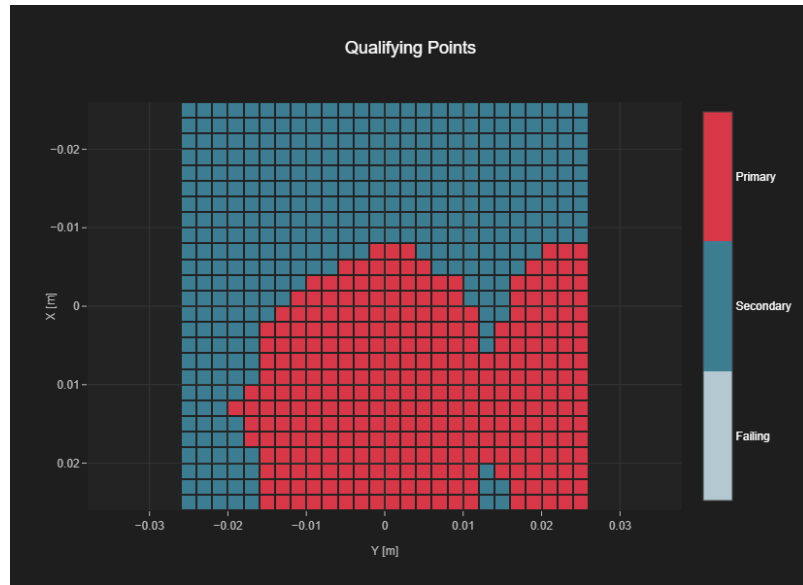 Qualifying Points
−0.02
−0.01
0
0.01
0.02
X [m]
−0.03
−0.02
−0.01
0
0.01
0.02
0.03
Y [m]
Primary
Secondary
Failing